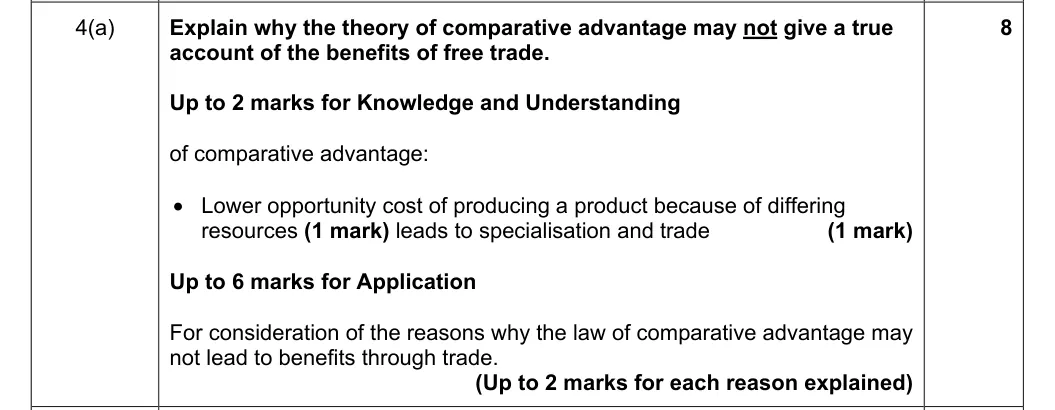 4(a) Explain why the theory of comparative advantage may not give a true 8
account of the benefits of free trade.
Up to 2 marks for Knowledge and Understanding
of comparative advantage:
• Lower opportunity cost of producing a product because of differing
resources (1 mark) leads to specialisation and trade (1 mark)
Up to 6 marks for Application
For consideration of the reasons why the law of comparative advantage may
not lead to benefits through trade.
(Up to 2 marks for each reason explained)